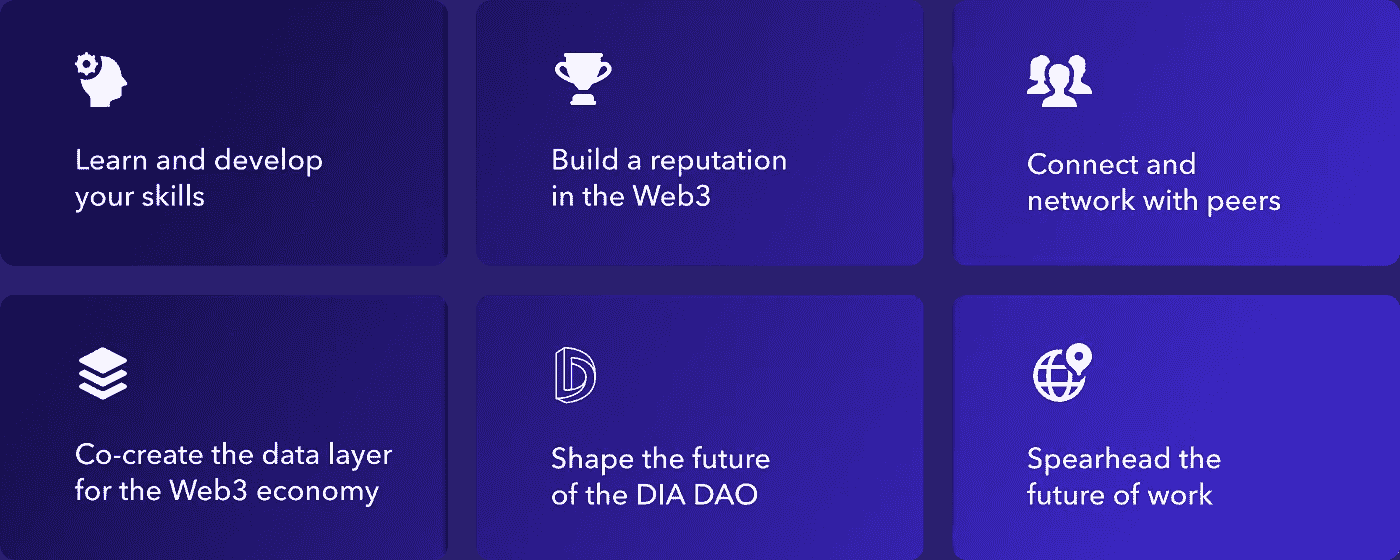 Learn and develop
your skills
Build a reputation
in the Web3
Connect and
network with peers
Co-create the data layer
for the Web3 economy
Shape the future
of the DIA DAO
Spearhead the
future of work